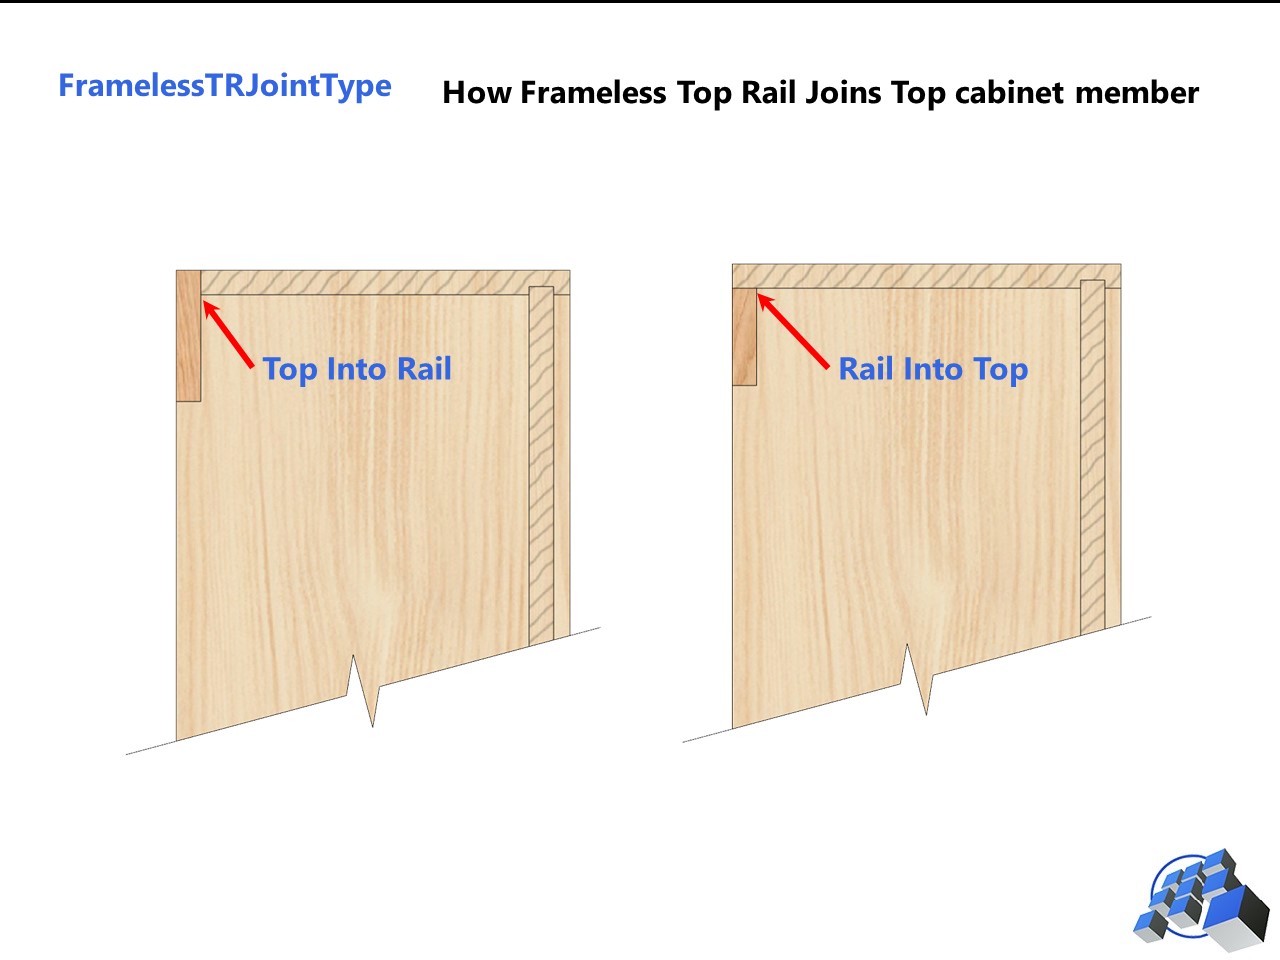 FramelessTRJointType
How Frameless Top Rail Joins Top cabinet member
Top Into Rail
Rail Into Top